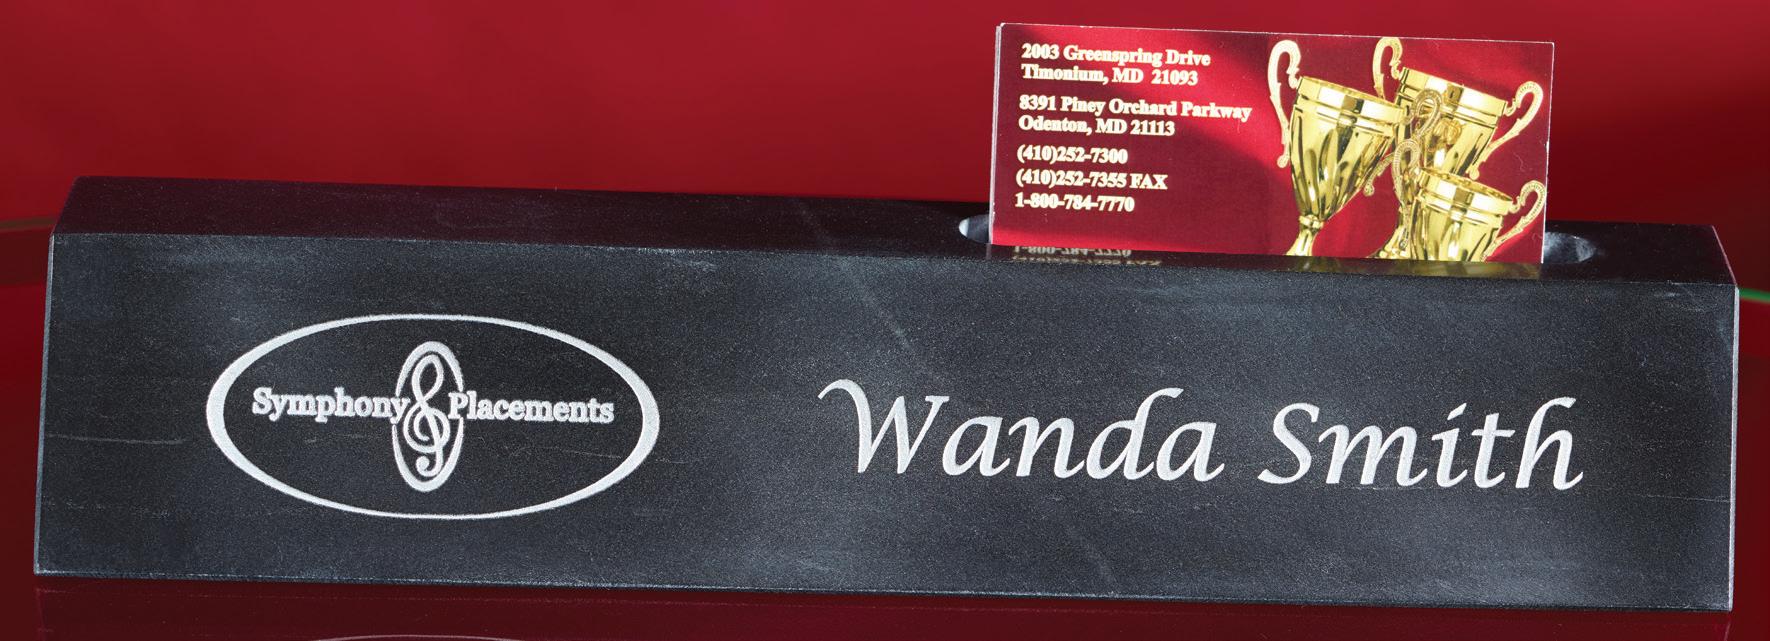 2003 Greenspring Drive
Timonium, MD 21093
8391 Piney Orchard Parkway
Odenton, MD 21113
(410)252-7300
(410)252-7355 FAX
1-800-784-7770
Symphony Placements
Wanda Smith